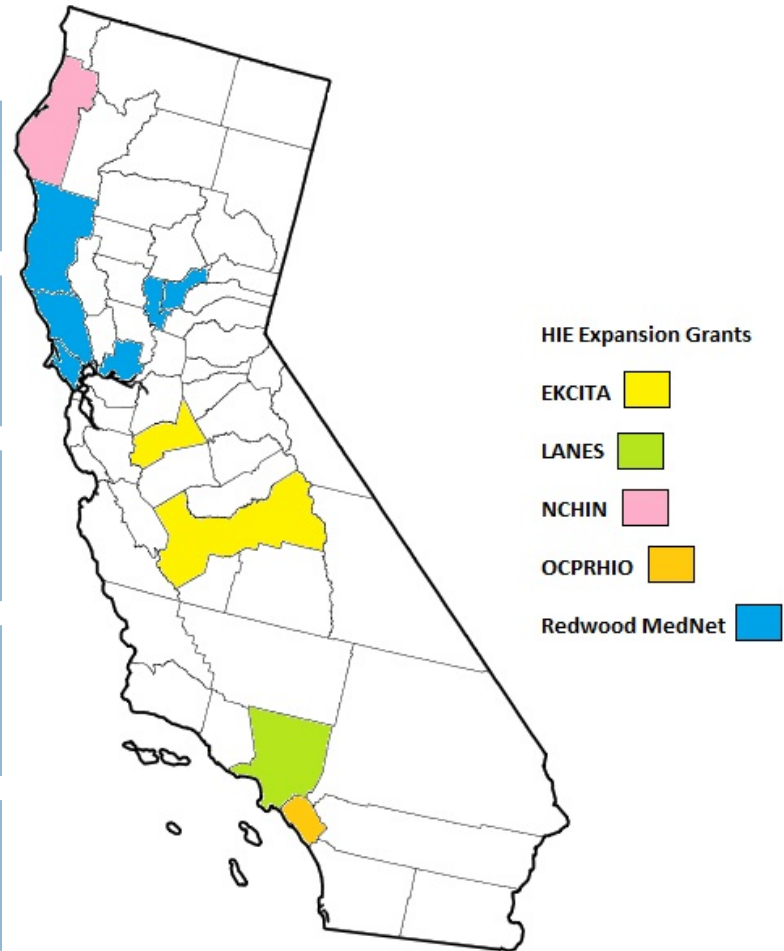 HIE Expansion Grants
EKCITA
LANES
NCHIN
OCPRHIO
Redwood MedNet